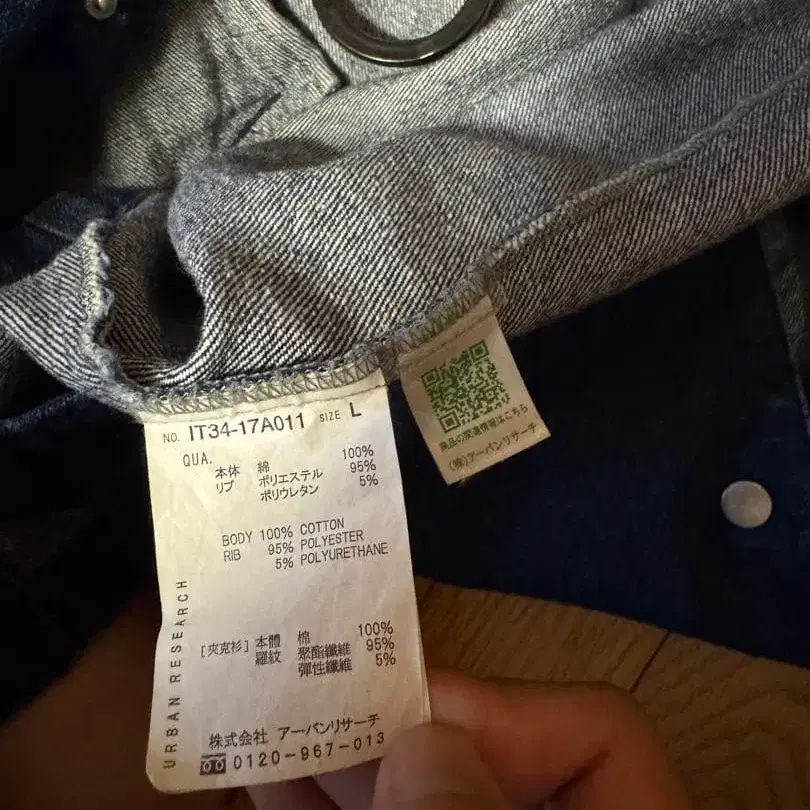 NO. IT34-17A011 SIZE L
QUA.
本体 綿 100%
リブ ポリエステル 95%
ポリウレタン 5%
BODY 100% COTTON
RIB 95% POLYESTER
5% POLYURETHANE
[夾克衫] 本體 棉 100%
羅紋 聚酯纖維 95%
彈性纖維 5%
URBAN RESEARCH
株式会社 アーバンリサーチ
0120-967-013
商品の関連情報はこちら
(株)アーバンリサーチ